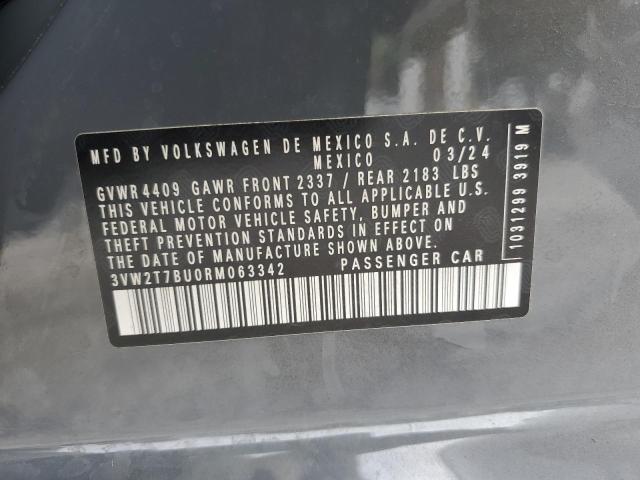 MFD BY VOLKSWAGEN DE MEXICO S.A. DE C.V.
MEXICO 03/24
GVWR 4409 GAWR FRONT 2337 / REAR 2183 LBS
THIS VEHICLE CONFORMS TO ALL APPLICABLE U.S.
FEDERAL MOTOR VEHICLE SAFETY, BUMPER AND
THEFT PREVENTION STANDARDS IN EFFECT ON
THE DATE OF MANUFACTURE SHOWN ABOVE.
3VW2T7BU0RM063342 PASSENGER CAR
1031299 3919 M